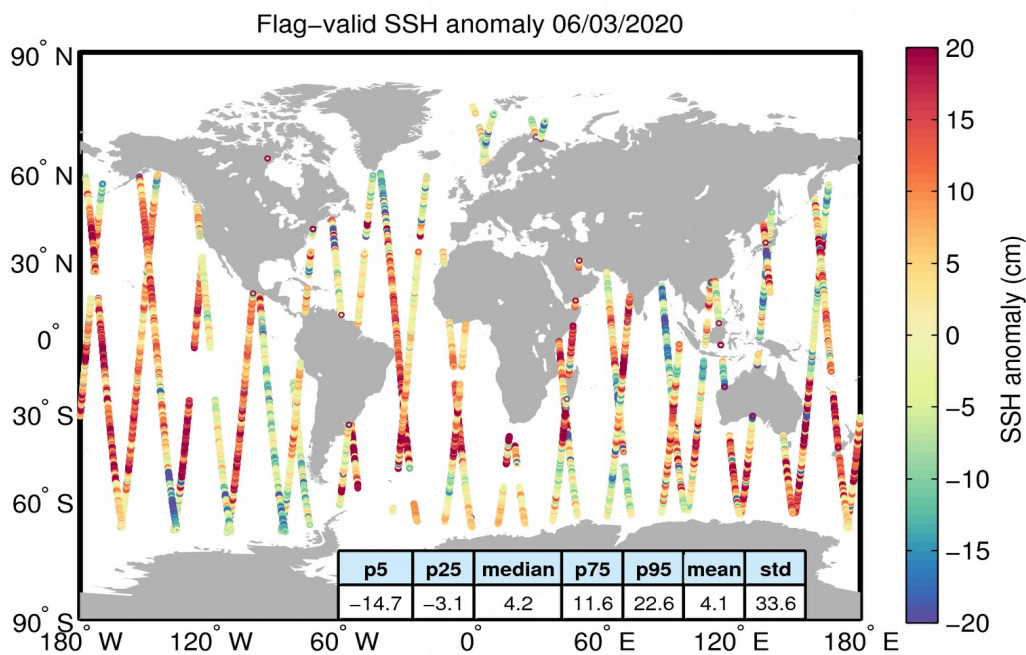 Flag−valid SSH anomaly 06/03/2020
90° N
60° N
30° N
0°
30° S
60° S
90° S
180° W
120° W
60° W
0°
60° E
120° E
180° E
p5 p25 median p75 p95 mean std
−14.7 −3.1 4.2 11.6 22.6 4.1 33.6
20
15
10
5
0
−5
−10
−15
−20
SSH anomaly (cm)